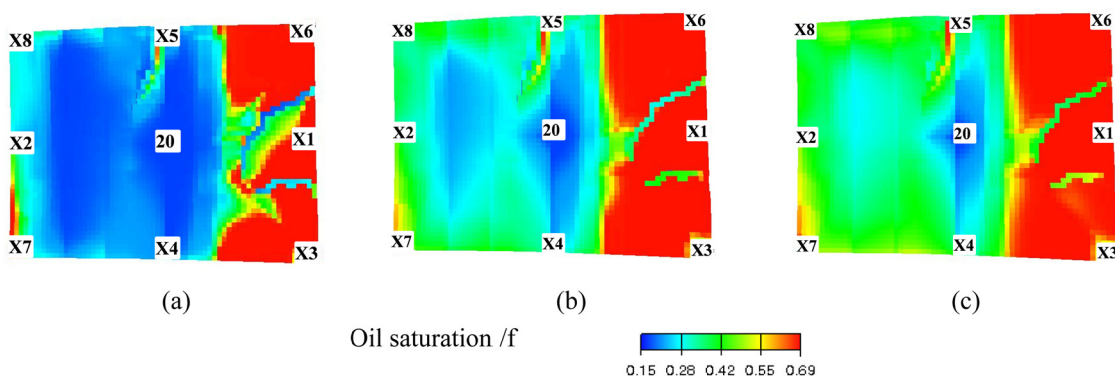 X8 X5 X6
X2 20 X1
X7 X4 X3
(a)
X8 X5 X6
X2 20 X1
X7 X4 X3
(b)
X8 X5 X6
X2 20 X1
X7 X4 X3
(c)
Oil saturation /f
0.15 0.28 0.42 0.55 0.69